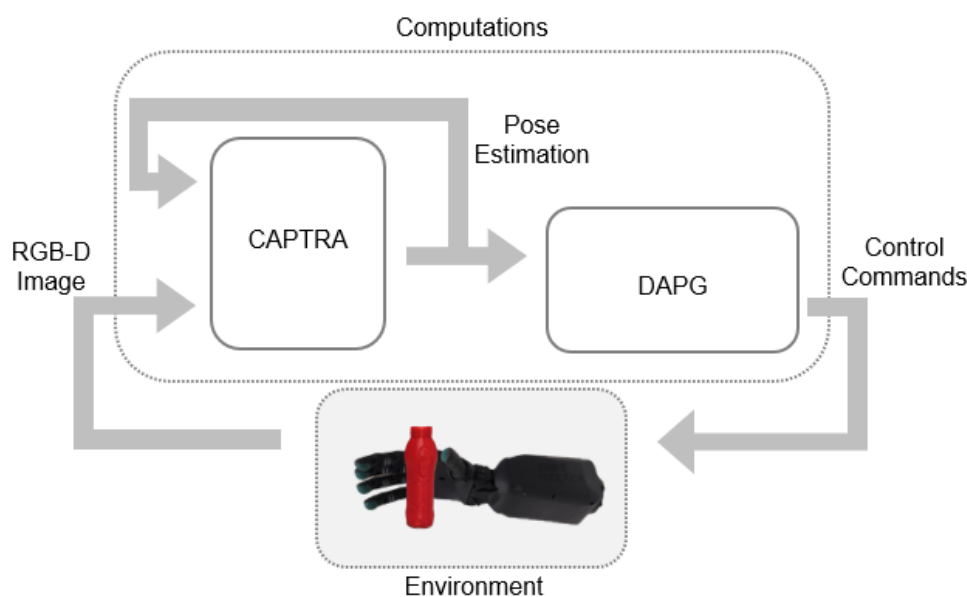 Computations
Pose
Estimation
CAPTRA
RGB-D
Image
DAPG
Control
Commands
Environment